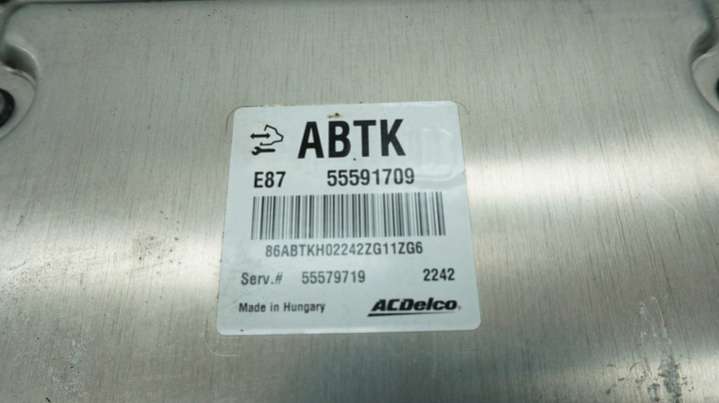 ABTK
E87 55591709
86ABTKH02242ZG11ZG6
Serv.# 55579719 2242
Made in Hungary ACDelco